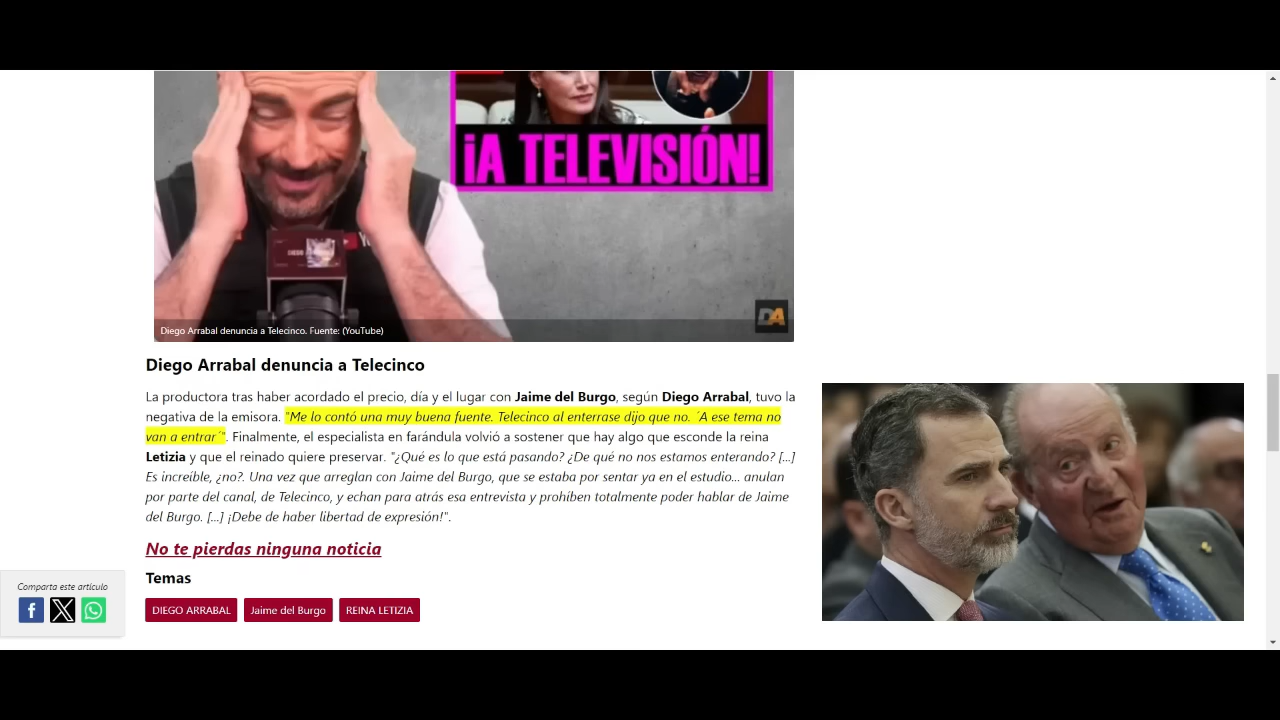 ¡A TELEVISIÓN!
DA
Diego Arrabal denuncia a Telecinco. Fuente: (YouTube)
Diego Arrabal denuncia a Telecinco
La productora tras haber acordado el precio, día y el lugar con Jaime del Burgo, según Diego Arrabal, tuvo la
negativa de la emisora. "Me lo contó una muy buena fuente. Telecinco al enterrase dijo que no. ´A ese tema no
van a entrar´". Finalmente, el especialista en farándula volvió a sostener que hay algo que esconde la reina
Letizia y que el reinado quiere preservar. "¿Qué es lo que está pasando? ¿De qué no nos estamos enterando? [...]
Es increíble, ¿no?. Una vez que arreglan con Jaime del Burgo, que se estaba por sentar ya en el estudio... anulan
por parte del canal, de Telecinco, y echan para atrás esa entrevista y prohíben totalmente poder hablar de Jaime
del Burgo. [...] ¡Debe de haber libertad de expresión!".
No te pierdas ninguna noticia
Temas
DIEGO ARRABAL Jaime del Burgo REINA LETIZIA
Comparta este artículo